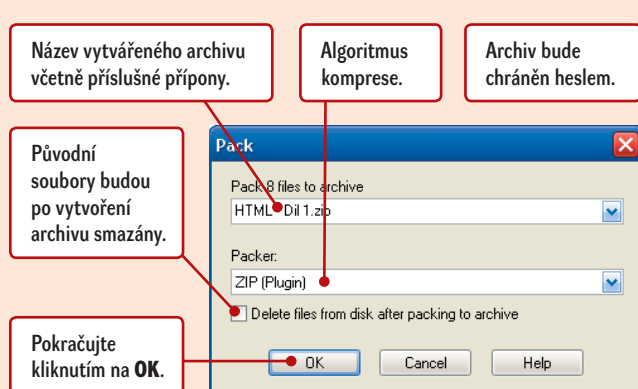 Název vytvářeného archivu
včetně příslušné přípony.
Algoritmus
komprese.
Archiv bude
chráněn heslem.
Původní
soubory budou
po vytvoření
archivu smazány.
Pokračujte
kliknutím na OK.
Pack
Pack 8 files to archive
HTML - Dil 1.zip
Packer:
ZIP (Plugin)
Delete files from disk after packing to archive
OK
Cancel
Help